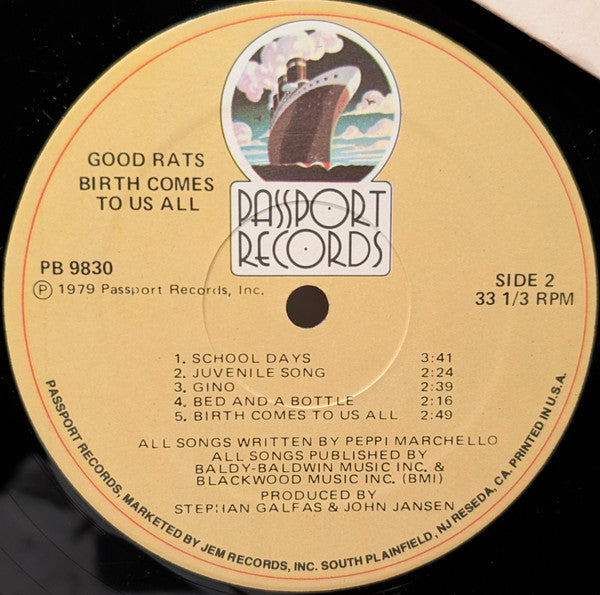 PASSPORT
RECORDS
GOOD RATS
BIRTH COMES
TO US ALL
PB 9830
Ⓟ 1979 Passport Records, Inc.
SIDE 2
33 1/3 RPM
1. SCHOOL DAYS 3:41
2. JUVENILE SONG 2:24
3. GINO 2:39
4. BED AND A BOTTLE 2:16
5. BIRTH COMES TO US ALL 2:49
ALL SONGS WRITTEN BY PEPPI MARCHELLO
ALL SONGS PUBLISHED BY
BALDY-BALDWIN MUSIC INC. &
BLACKWOOD MUSIC INC. (BMI)
PRODUCED BY
STEPHAN GALFAS & JOHN JANSEN
PASSPORT RECORDS, MARKETED BY JEM RECORDS, INC. SOUTH PLAINFIELD, NJ RESEDA, CA. PRINTED IN U.S.A.